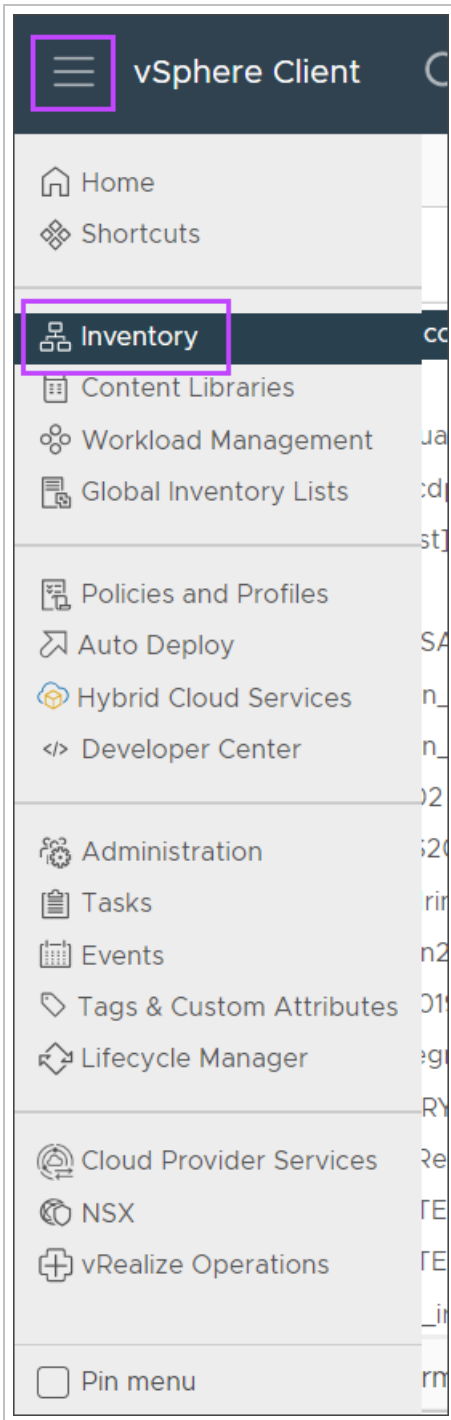 vSphere Client
Home
Shortcuts
Inventory
Content Libraries
Workload Management
Global Inventory Lists
Policies and Profiles
Auto Deploy
Hybrid Cloud Services
Developer Center
Administration
Tasks
Events
Tags & Custom Attributes
Lifecycle Manager
Cloud Provider Services
NSX
vRealize Operations
Pin menu